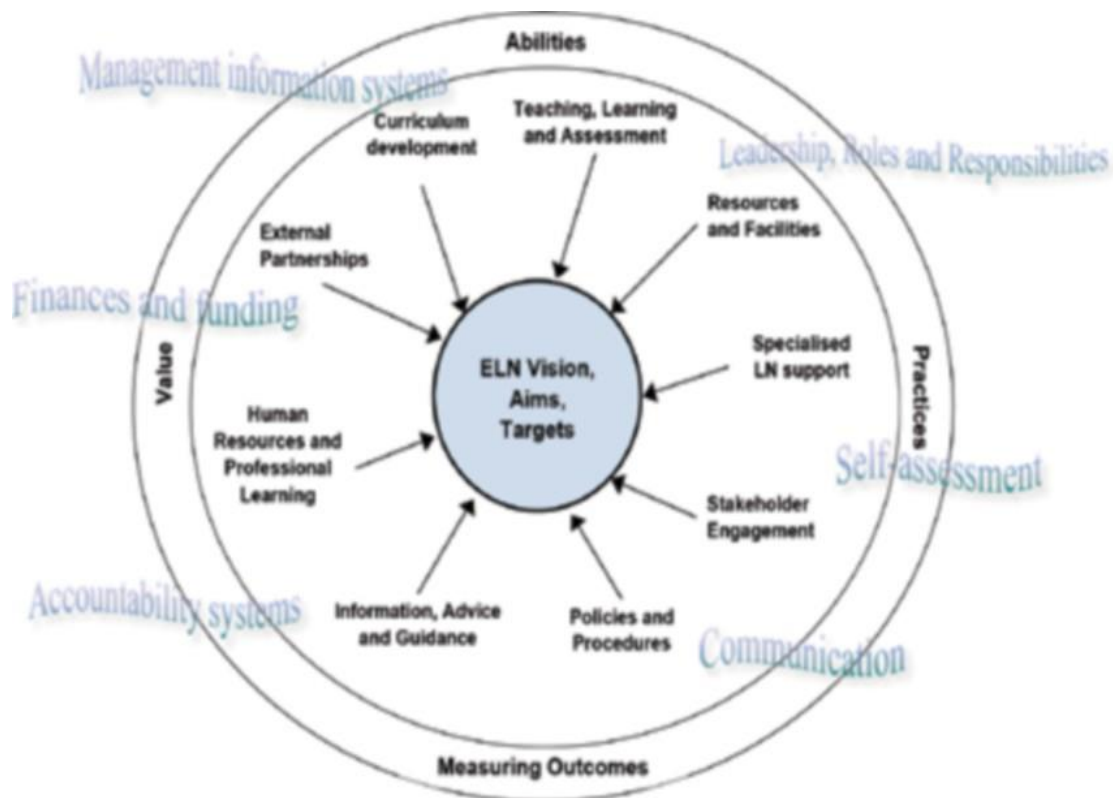 Abilities
Management information systems
Teaching, Learning
and Assessment
Curriculum
development
Leadership, Roles and Responsibilities
Resources
and Facilities
External
Partnerships
Finances and funding
Value
Practices
Specialised
LN support
ELN Vision,
Aims,
Targets
Human
Resources and
Professional
Learning
Self-assessment
Stakeholder
Engagement
Accountability systems
Information, Advice
and Guidance
Policies and
Procedures
Communication
Measuring Outcomes